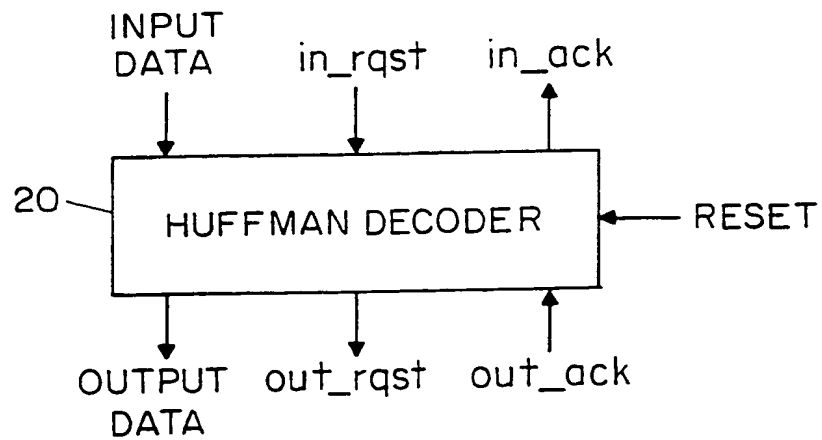 INPUT
DATA
in_rqst
in_ack
20
HUFFMAN DECODER
RESET
OUTPUT
DATA
out_rqst
out_ack